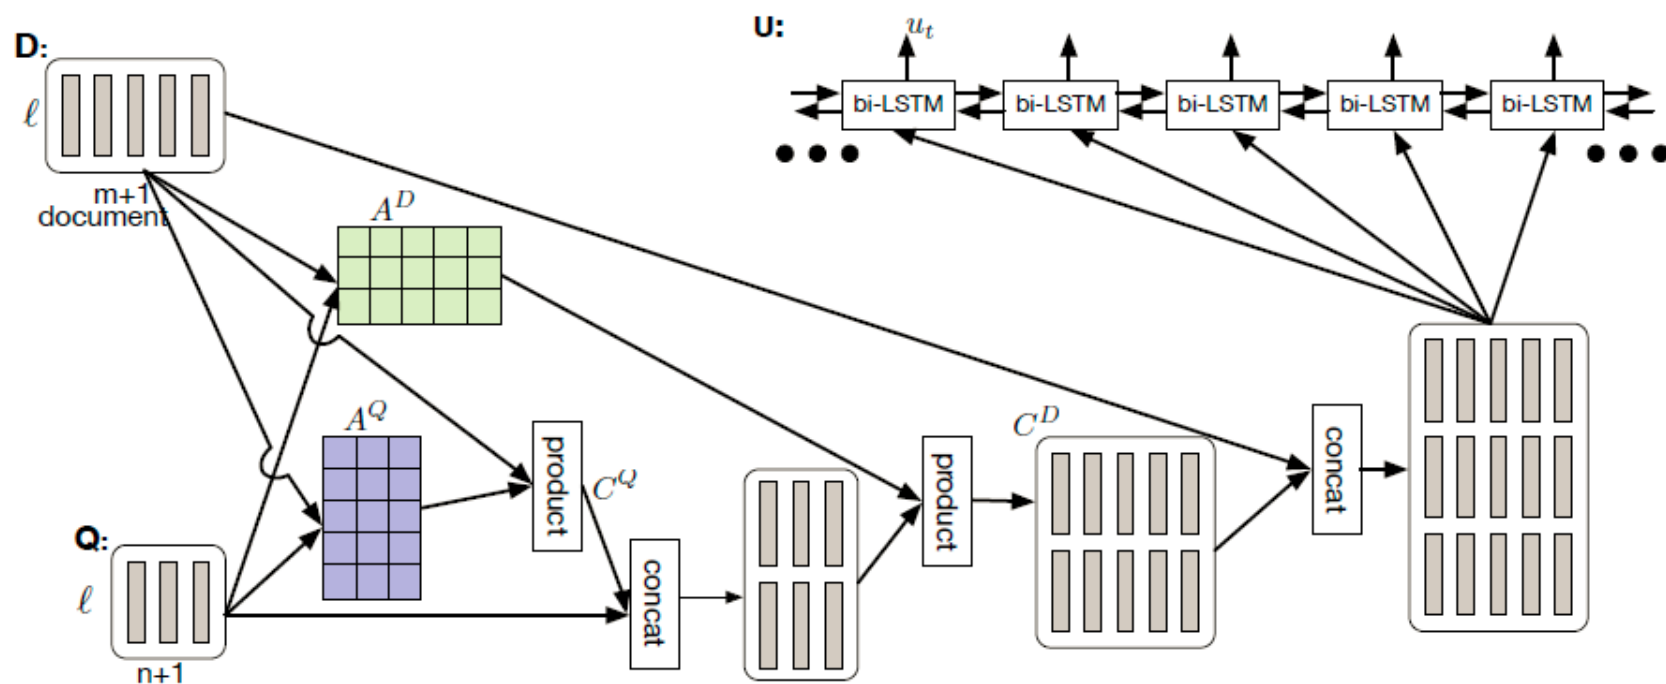 D:
ℓ
m+1
document
U:
u_t
bi-LSTM
bi-LSTM
bi-LSTM
bi-LSTM
bi-LSTM
A^D
A^Q
product
C^Q
Q:
ℓ
n+1
concat
product
C^D
concat